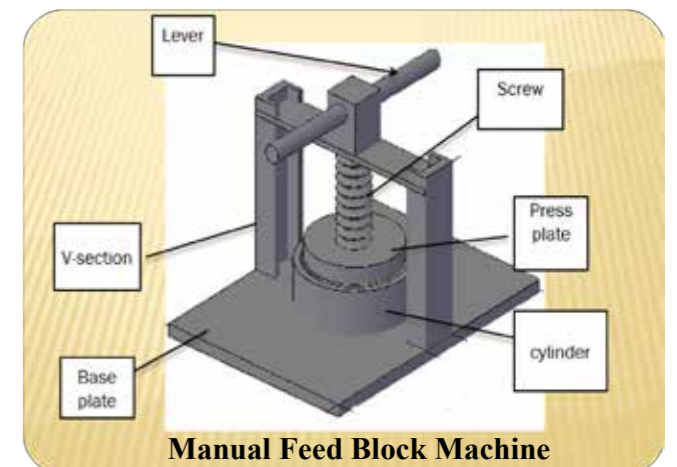 Lever
Screw
Press
plate
V-section
cylinder
Base
plate
Manual Feed Block Machine